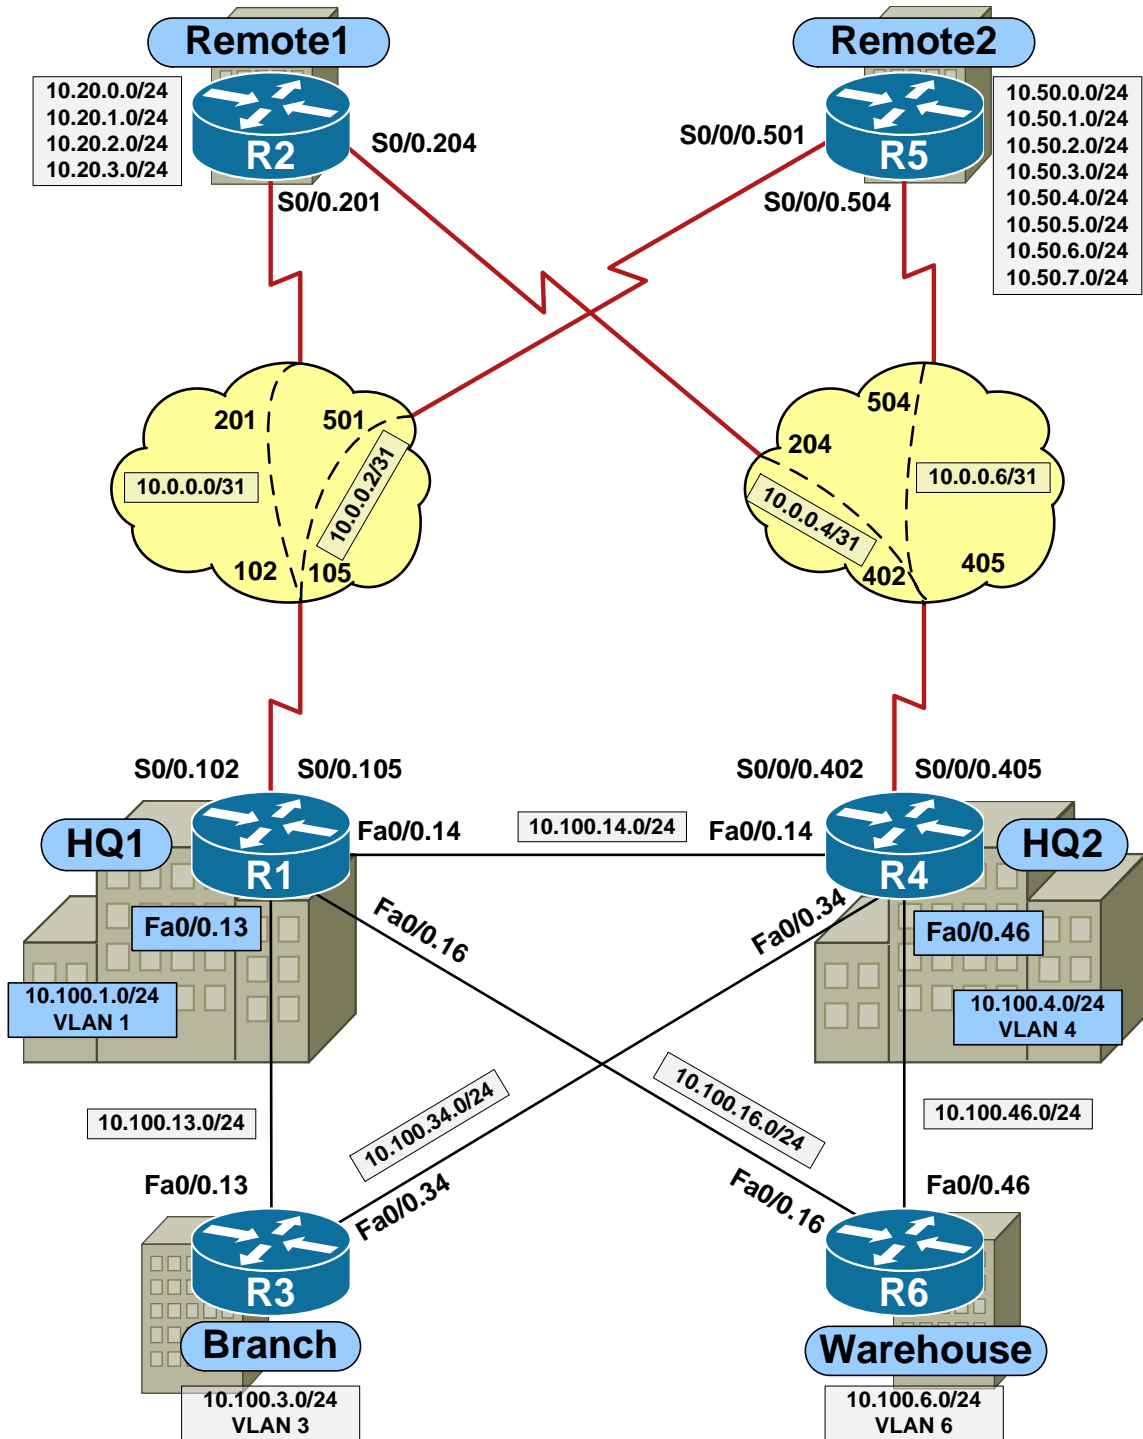 Remote1
Remote2
10.20.0.0/24
10.20.1.0/24
10.20.2.0/24
10.20.3.0/24
R2
S0/0.204
S0/0.201
S0/0/0.501
R5
S0/0/0.504
10.50.0.0/24
10.50.1.0/24
10.50.2.0/24
10.50.3.0/24
10.50.4.0/24
10.50.5.0/24
10.50.6.0/24
10.50.7.0/24
201
501
10.0.0.0/31
10.0.0.2/31
102
105
504
204
10.0.0.6/31
10.0.0.4/31
402
405
S0/0.102
S0/0.105
S0/0/0.402
S0/0/0.405
HQ1
R1
Fa0/0.14
10.100.14.0/24
Fa0/0.14
R4
HQ2
Fa0/0.13
Fa0/0.16
Fa0/0.34
Fa0/0.46
10.100.1.0/24
VLAN 1
10.100.4.0/24
VLAN 4
10.100.13.0/24
10.100.34.0/24
10.100.16.0/24
10.100.46.0/24
Fa0/0.13
Fa0/0.34
Fa0/0.16
Fa0/0.46
R3
R6
Branch
Warehouse
10.100.3.0/24
VLAN 3
10.100.6.0/24
VLAN 6